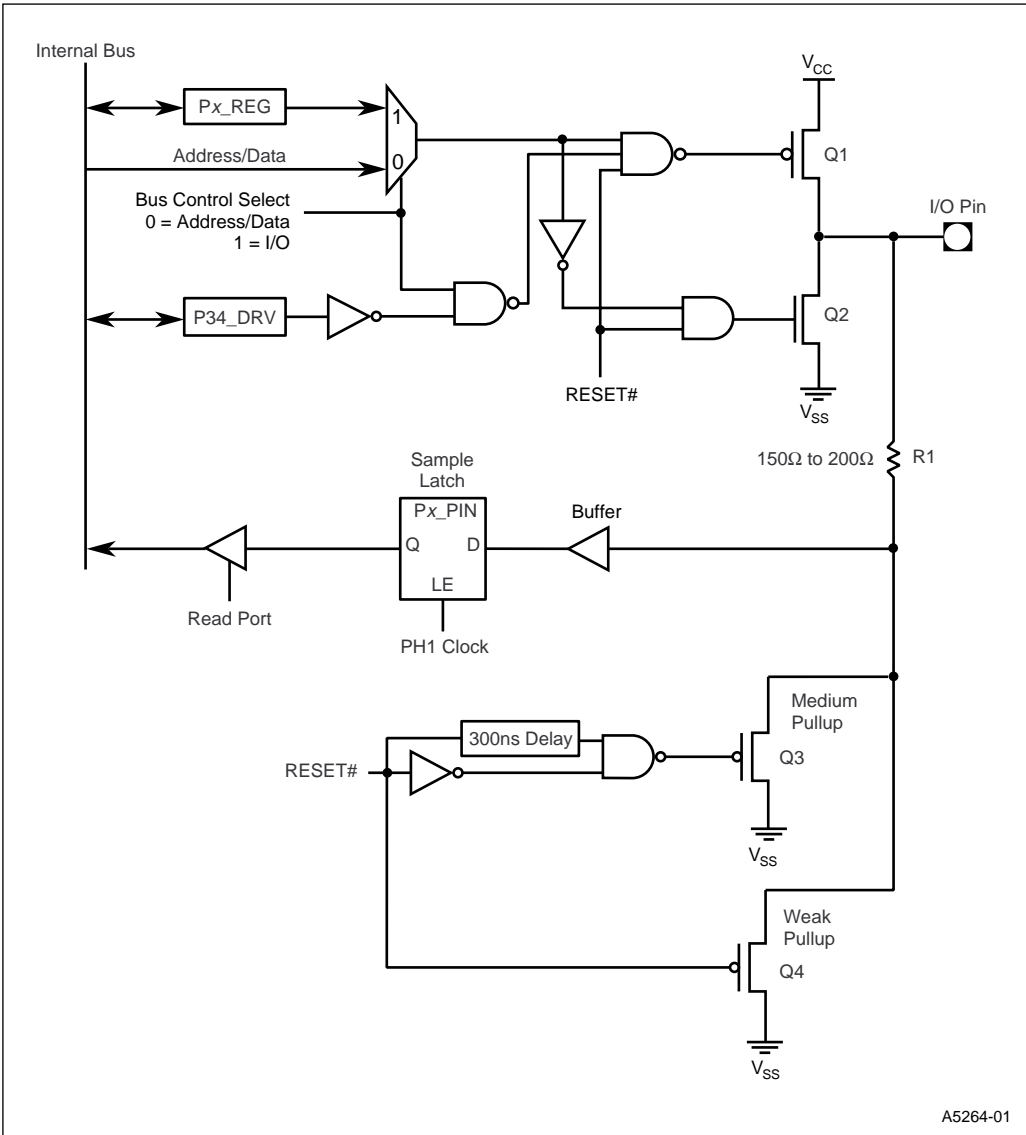 Internal Bus
Px_REG
Address/Data
1
0
Bus Control Select
0 = Address/Data
1 = I/O
P34_DRV
RESET#
VCC
Q1
I/O Pin
Q2
VSS
150Ω to 200Ω
R1
Sample
Latch
Px_PIN
Q
D
LE
Buffer
Read Port
PH1 Clock
Medium
Pullup
300ns Delay
RESET#
Q3
VSS
Weak
Pullup
Q4
VSS
A5264-01